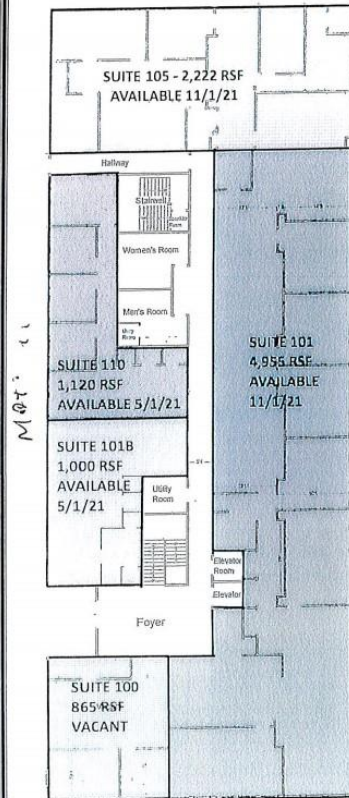 SUITE 105 - 2,222 RSF
AVAILABLE 11/1/21
Hallway
Stairwell
Women's Room
Men's Room
SUITE 110
1,120 RSF
AVAILABLE 5/1/21
SUITE 101
4,955 RSF
AVAILABLE
11/1/21
SUITE 101B
1,000 RSF
AVAILABLE
5/1/21
Utility
Room
Elevator
Room
Elevator
Foyer
SUITE 100
865 RSF
VACANT